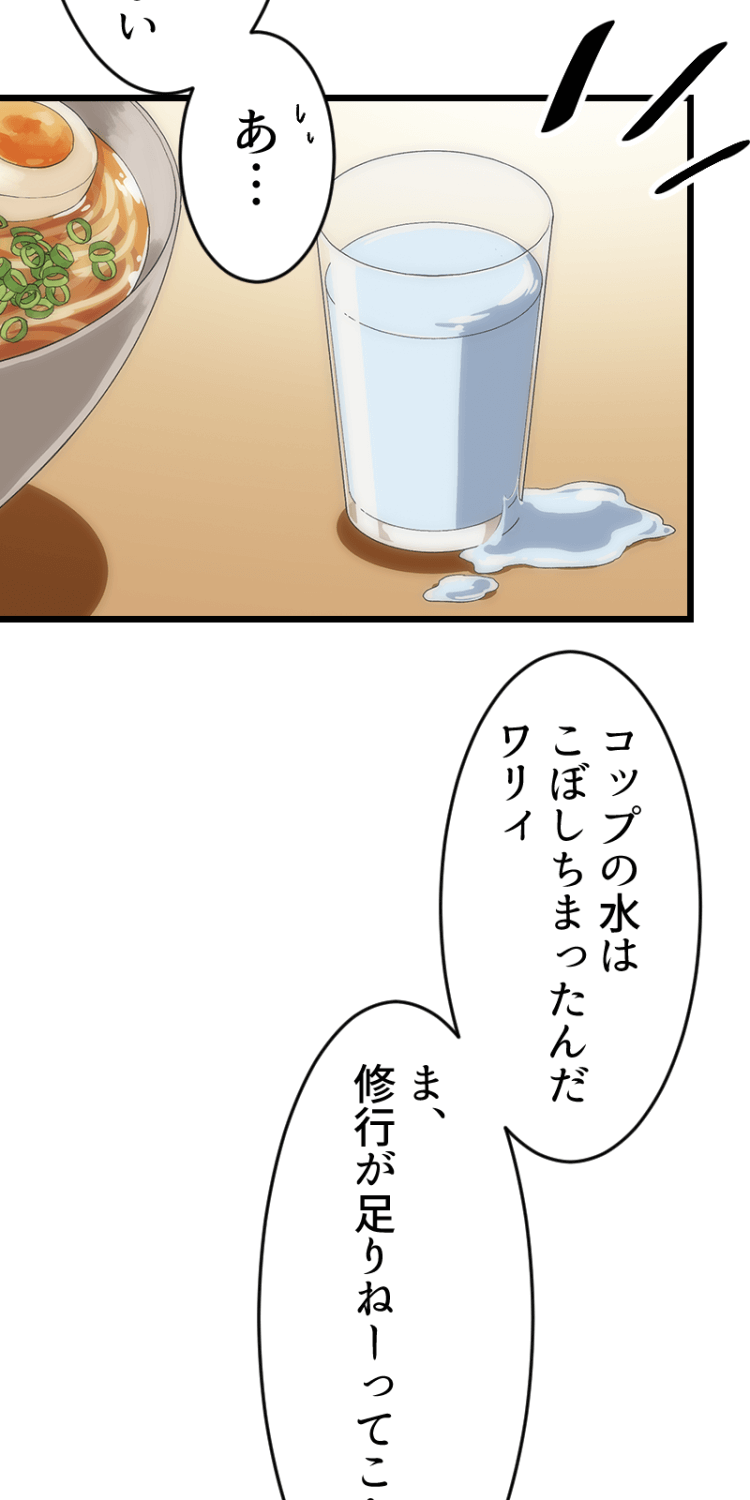 い
あ…
コップの水は
こぼしちまったんだ
ワリィ
ま、
修行が足りねーってこ